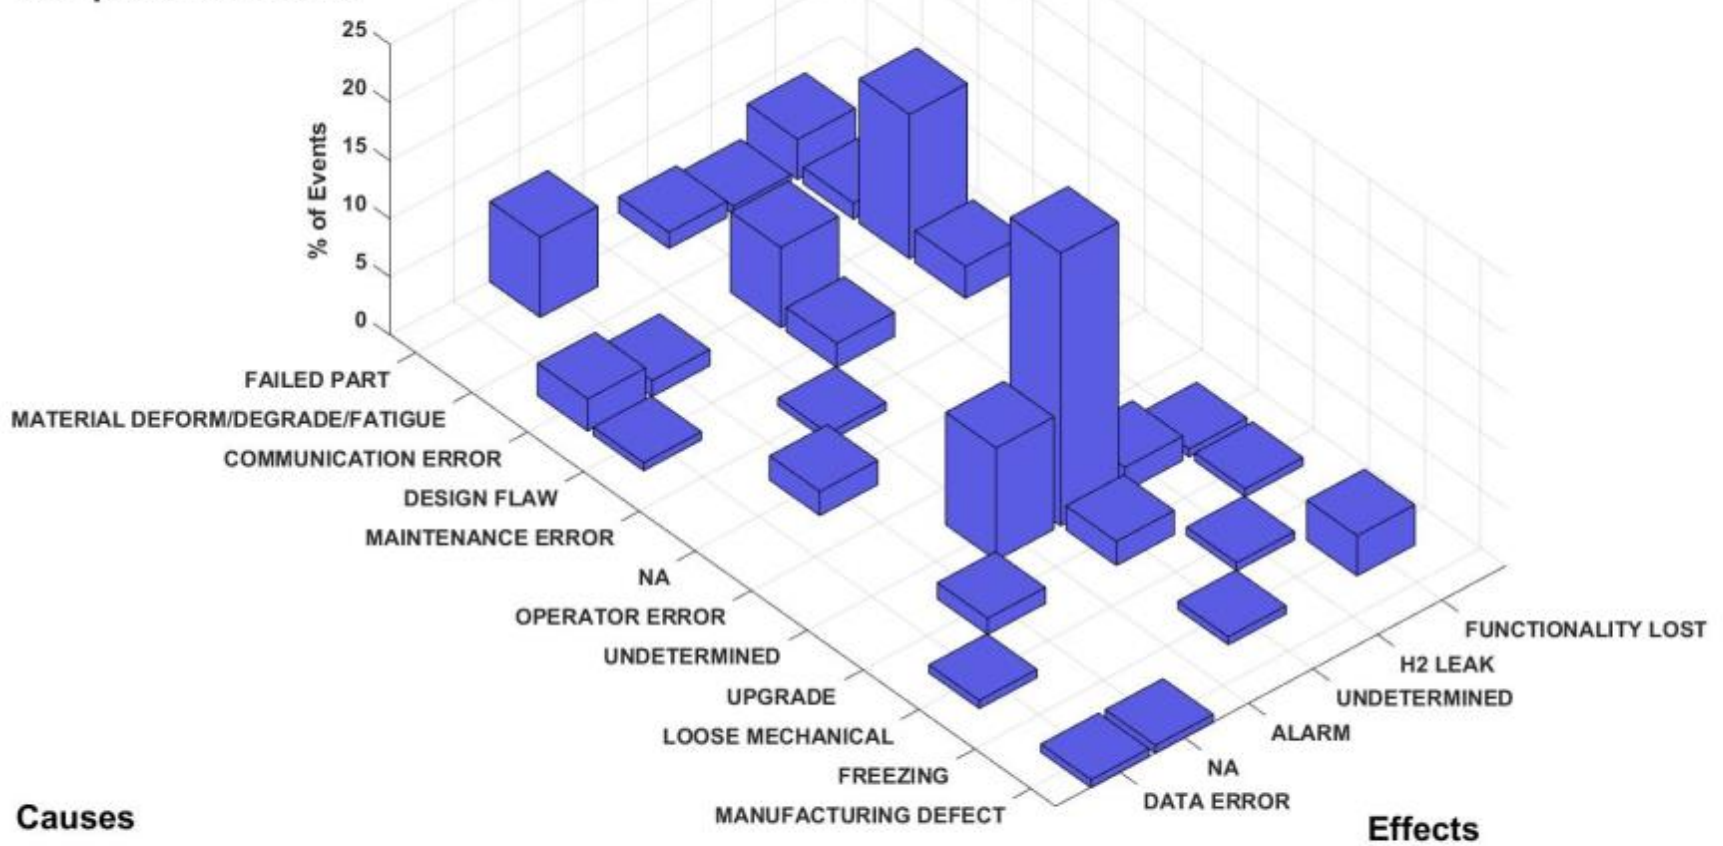 25
20
15
10
5
0
% of Events
FAILED PART
MATERIAL DEFORM/DEGRADE/FATIGUE
COMMUNICATION ERROR
DESIGN FLAW
MAINTENANCE ERROR
NA
OPERATOR ERROR
UNDETERMINED
UPGRADE
LOOSE MECHANICAL
FREEZING
MANUFACTURING DEFECT
FUNCTIONALITY LOST
H2 LEAK
UNDETERMINED
ALARM
NA
DATA ERROR
Causes
Effects